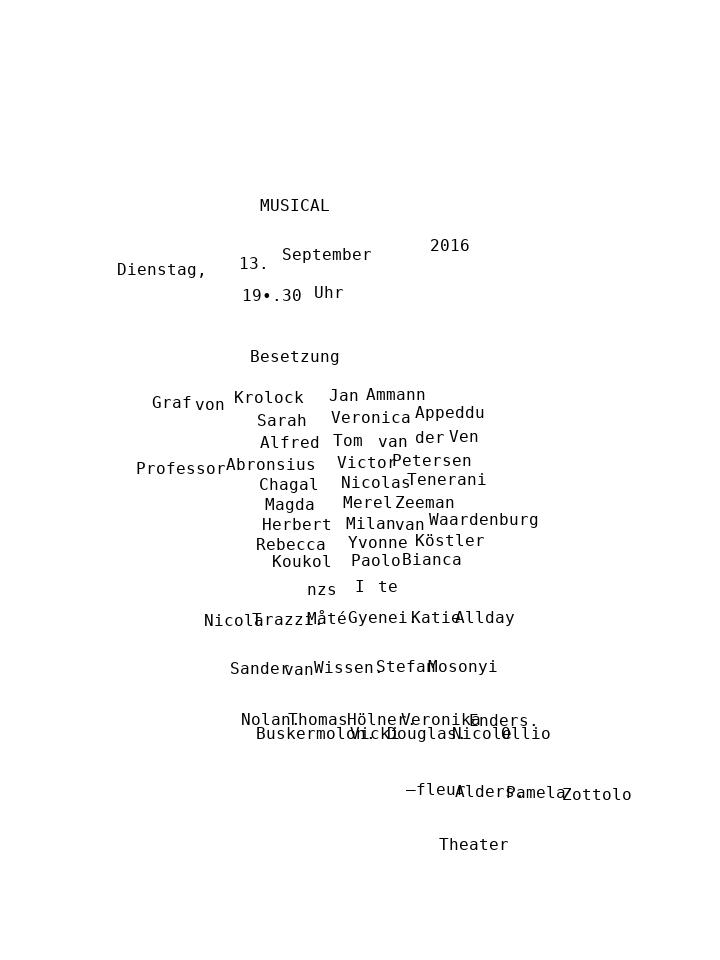 MUSICAL
Dienstag, 13. September 2016
19•.30 Uhr
Besetzung
Graf von Krolock Jan Ammann
Sarah Veronica Appeddu
Alfred Tom van der Ven
Professor Abronsius Victor Petersen
Chagal Nicolas Tenerani
Magda Merel Zeeman
Herbert Milan van Waardenburg
Rebecca Yvonne Köstler
Koukol Paolo Bianca
nzs I te
Nicola Tarazzi. Måté Gyenei. Katie Allday
Sander van Wissen. Stefan Mosonyi
Nolan. Thomas Hölner. Veronika Enders.
Buskermolon. Vicki Douglas. Nicole Ollio
—fleur Alders. Pamela Zottolo
Theater